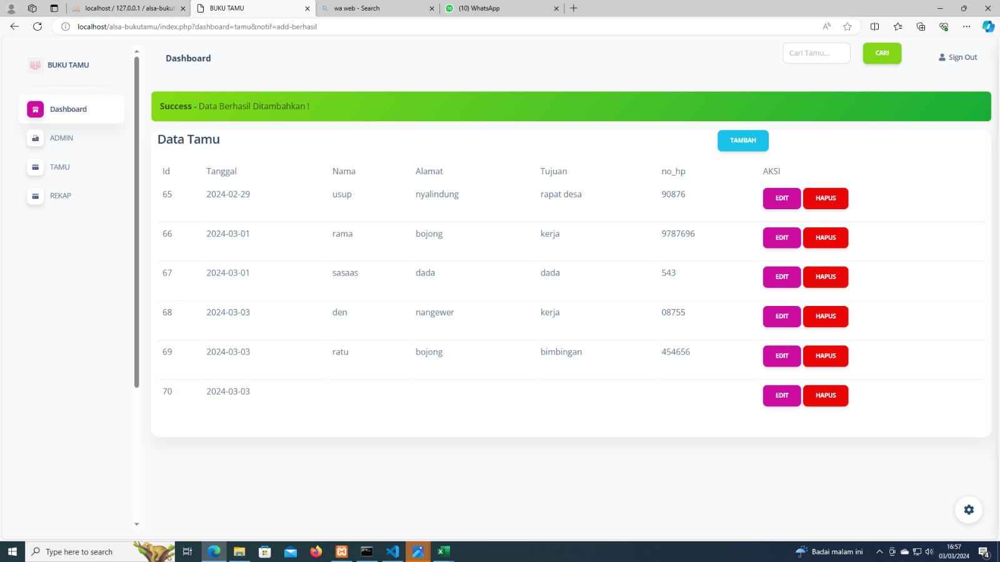 localhost / 127.0.0.1 / alsa-bukut
BUKU TAMU
wa web - Search
(10) WhatsApp
localhost/alsa-bukutamu/index.php?dashboard=tamu&notif=add-berhasil
BUKU TAMU
Dashboard
Cari Tamu...
CARI
Sign Out
Dashboard
ADMIN
TAMU
REKAP
Success - Data Berhasil Ditambahkan !
Data Tamu
TAMBAH
Id Tanggal Nama Alamat Tujuan no_hp AKSI
65 2024-02-29 usup nyalindung rapat desa 90876 EDIT HAPUS
66 2024-03-01 rama bojong kerja 9787696 EDIT HAPUS
67 2024-03-01 sasaas dada dada 543 EDIT HAPUS
68 2024-03-03 den nangewer kerja 08755 EDIT HAPUS
69 2024-03-03 ratu bojong bimbingan 454656 EDIT HAPUS
70 2024-03-03 EDIT HAPUS
Type here to search
Badai malam ini
16:57
03/03/2024
4